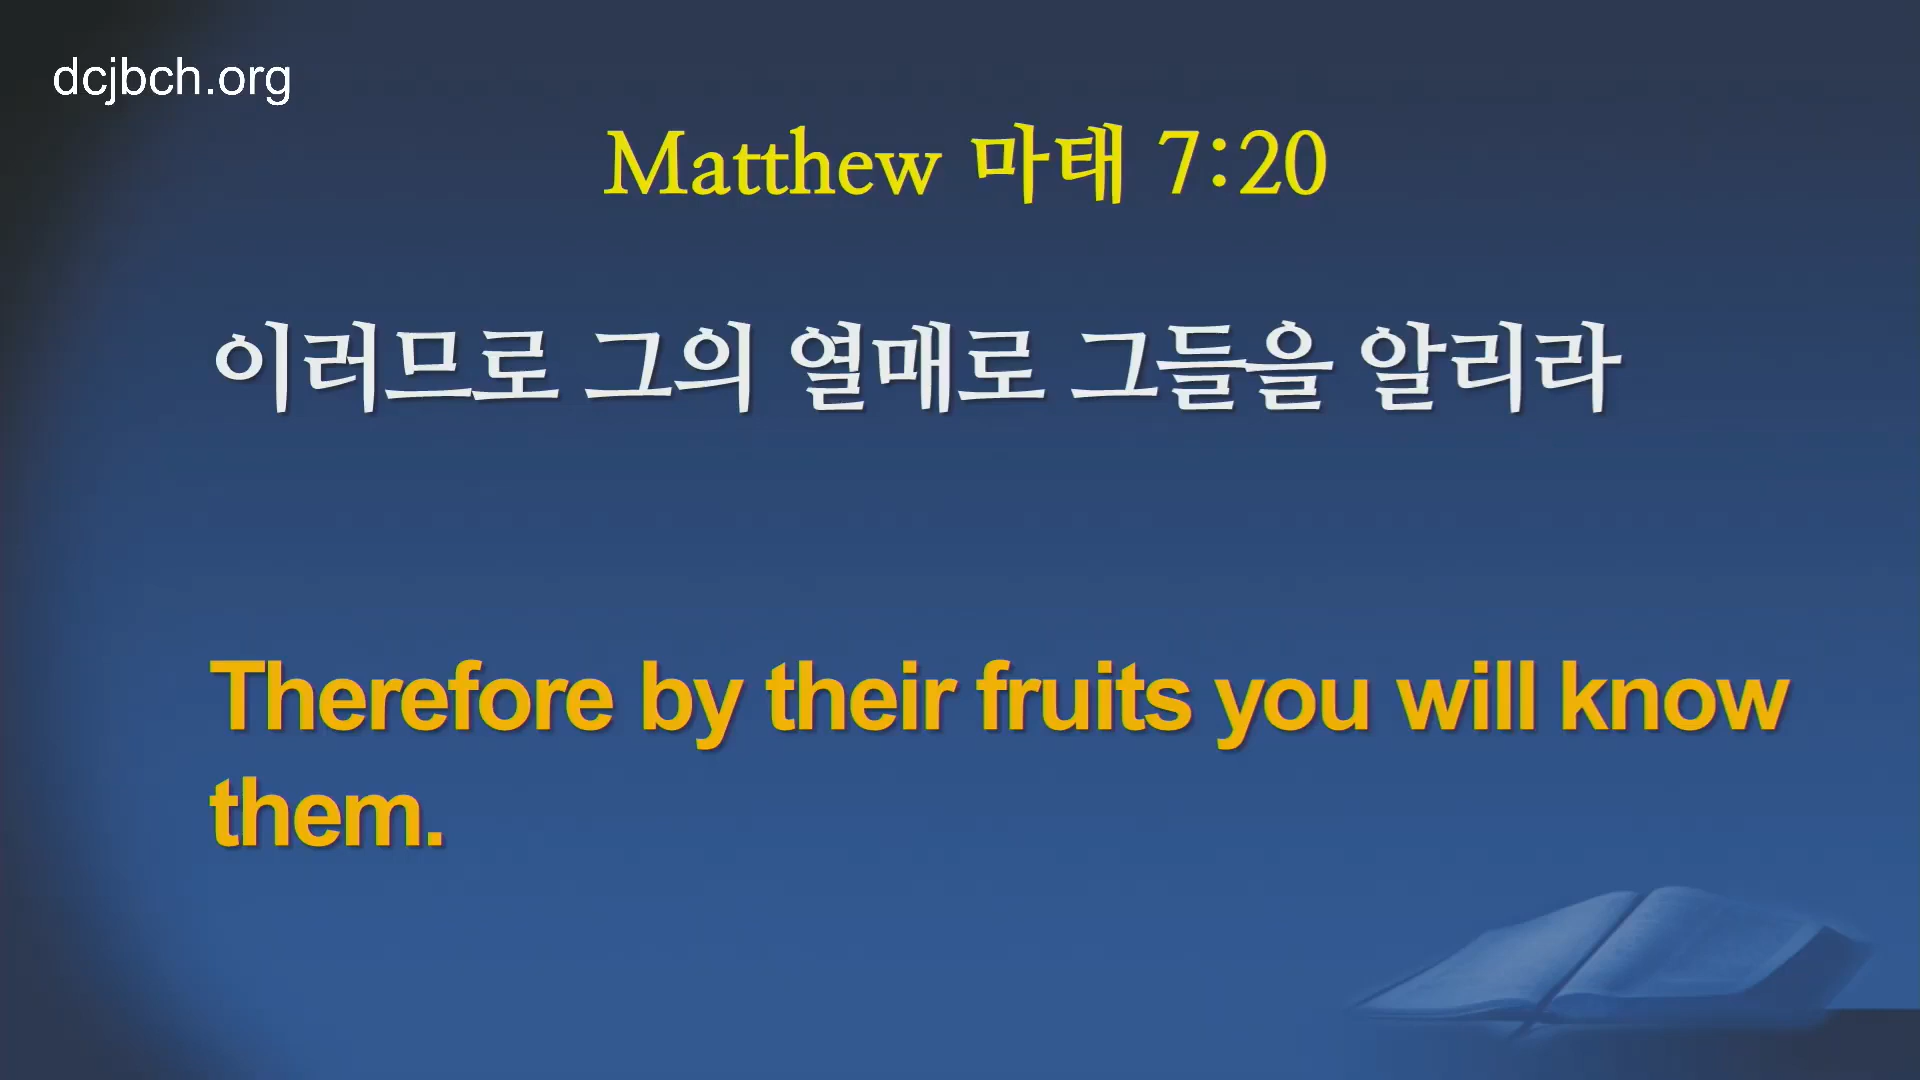 dcjbch.org
Matthew 마태 7:20
이러므로 그의 열매로 그들을 알리라
Therefore by their fruits you will know
them.